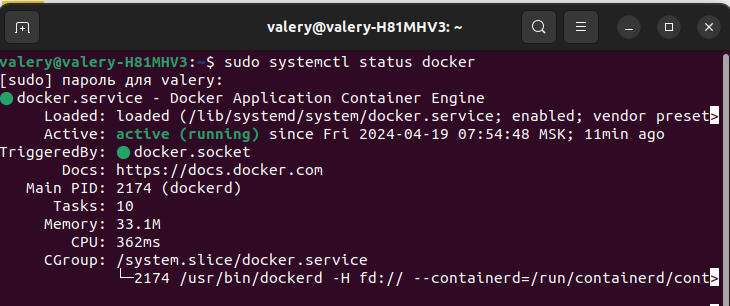 valery@valery-H81MHV3: ~
valery@valery-H81MHV3:~$ sudo systemctl status docker
[sudo] пароль для valery:
● docker.service - Docker Application Container Engine
Loaded: loaded (/lib/systemd/system/docker.service; enabled; vendor preset>
Active: active (running) since Fri 2024-04-19 07:54:48 MSK; 11min ago
TriggeredBy: ● docker.socket
Docs: https://docs.docker.com
Main PID: 2174 (dockerd)
Tasks: 10
Memory: 33.1M
CPU: 362ms
CGroup: /system.slice/docker.service
└─2174 /usr/bin/dockerd -H fd:// --containerd=/run/containerd/cont>